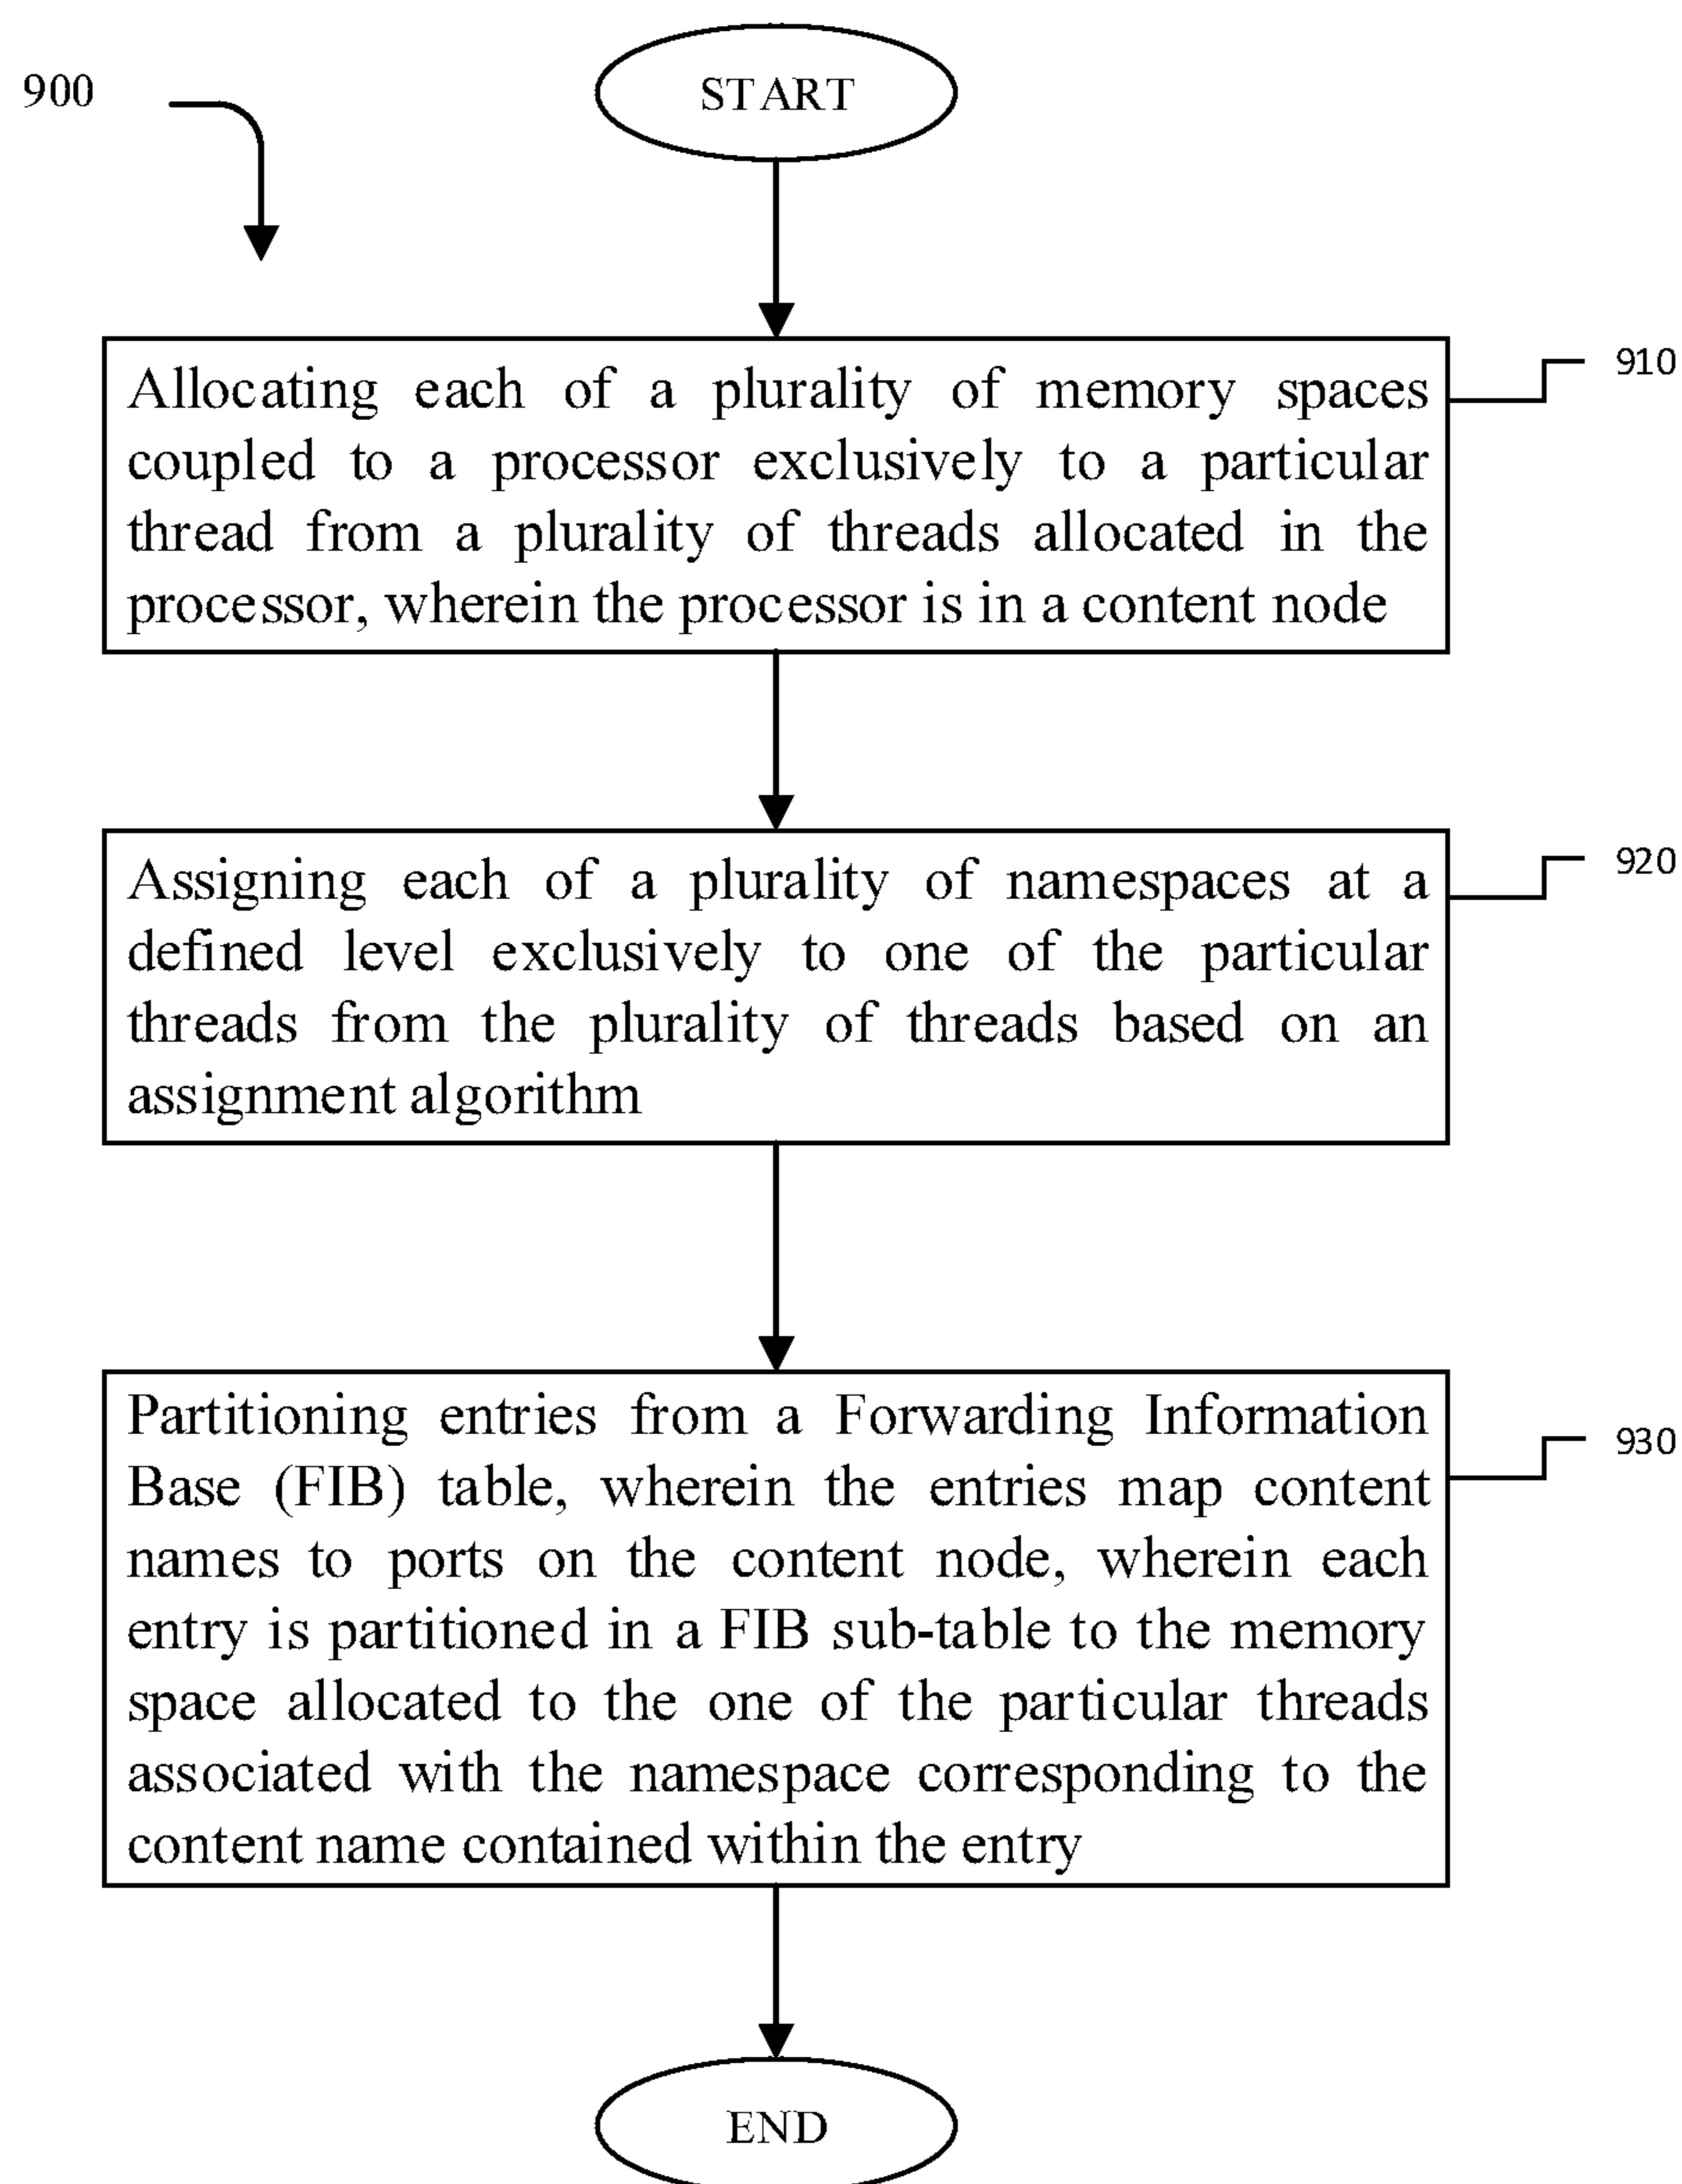 900
START
910
Allocating each of a plurality of memory spaces
coupled to a processor exclusively to a particular
thread from a plurality of threads allocated in the
processor, wherein the processor is in a content node
920
Assigning each of a plurality of namespaces at a
defined level exclusively to one of the particular
threads from the plurality of threads based on an
assignment algorithm
930
Partitioning entries from a Forwarding Information
Base (FIB) table, wherein the entries map content
names to ports on the content node, wherein each
entry is partitioned in a FIB sub-table to the memory
space allocated to the one of the particular threads
associated with the namespace corresponding to the
content name contained within the entry
END